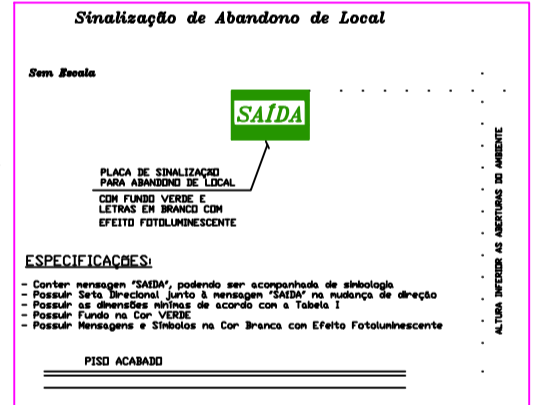 Sinalização de Abandono de Local
Sem Escala
SAÍDA
PLACA DE SINALIZAÇÃO
PARA ABANDONO DE LOCAL
COM FUNDO VERDE E
LETRAS EM BRANCO COM
EFEITO FOTOLUMINESCENTE
ALTURA INFERIOR AS ABERTURAS DO AMBIENTE
ESPECIFICAÇÕES:
- Conter mensagem "SAÍDA", podendo ser acompanhada de simbologia
- Possuir Seta Direcional junto à mensagem "SAÍDA" na mudança de direção
- Possuir as dimensões mínimas de acordo com a Tabela I
- Possuir Fundo na Cor VERDE
- Possuir Mensagens e Símbolos na Cor Branca com Efeito Fotoluminescente
PISO ACABADO